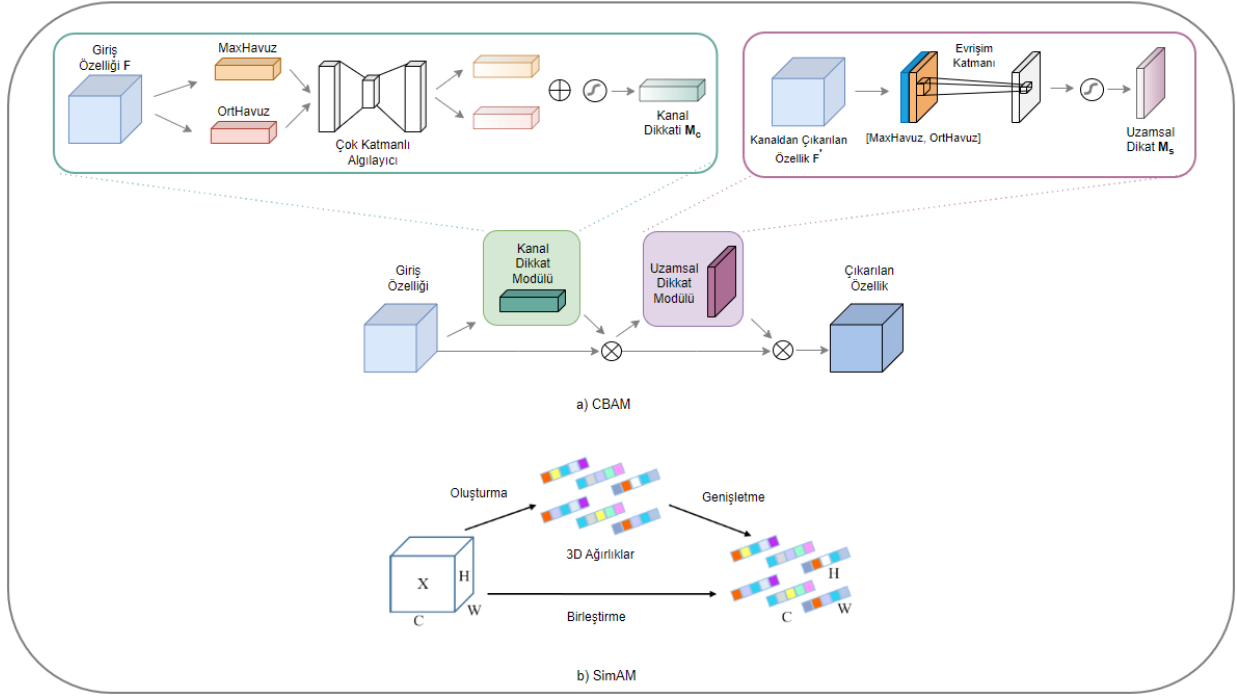 Giriş
Özelliği F
MaxHavuz
OrtHavuz
Çok Katmanlı
Algılayıcı
Kanal
Dikkati Mc
Kanaldan Çıkarılan
Özellik F'
[MaxHavuz, OrtHavuz]
Evrişim
Katmanı
Uzamsal
Dikat Ms
Giriş
Özelliği
Kanal
Dikkat
Modülü
Uzamsal
Dikkat
Modülü
Çıkarılan
Özellik
a) CBAM
Oluşturma
3D Ağırlıklar
Genişletme
X
H
W
C
Birleştirme
H
W
C
b) SimAM